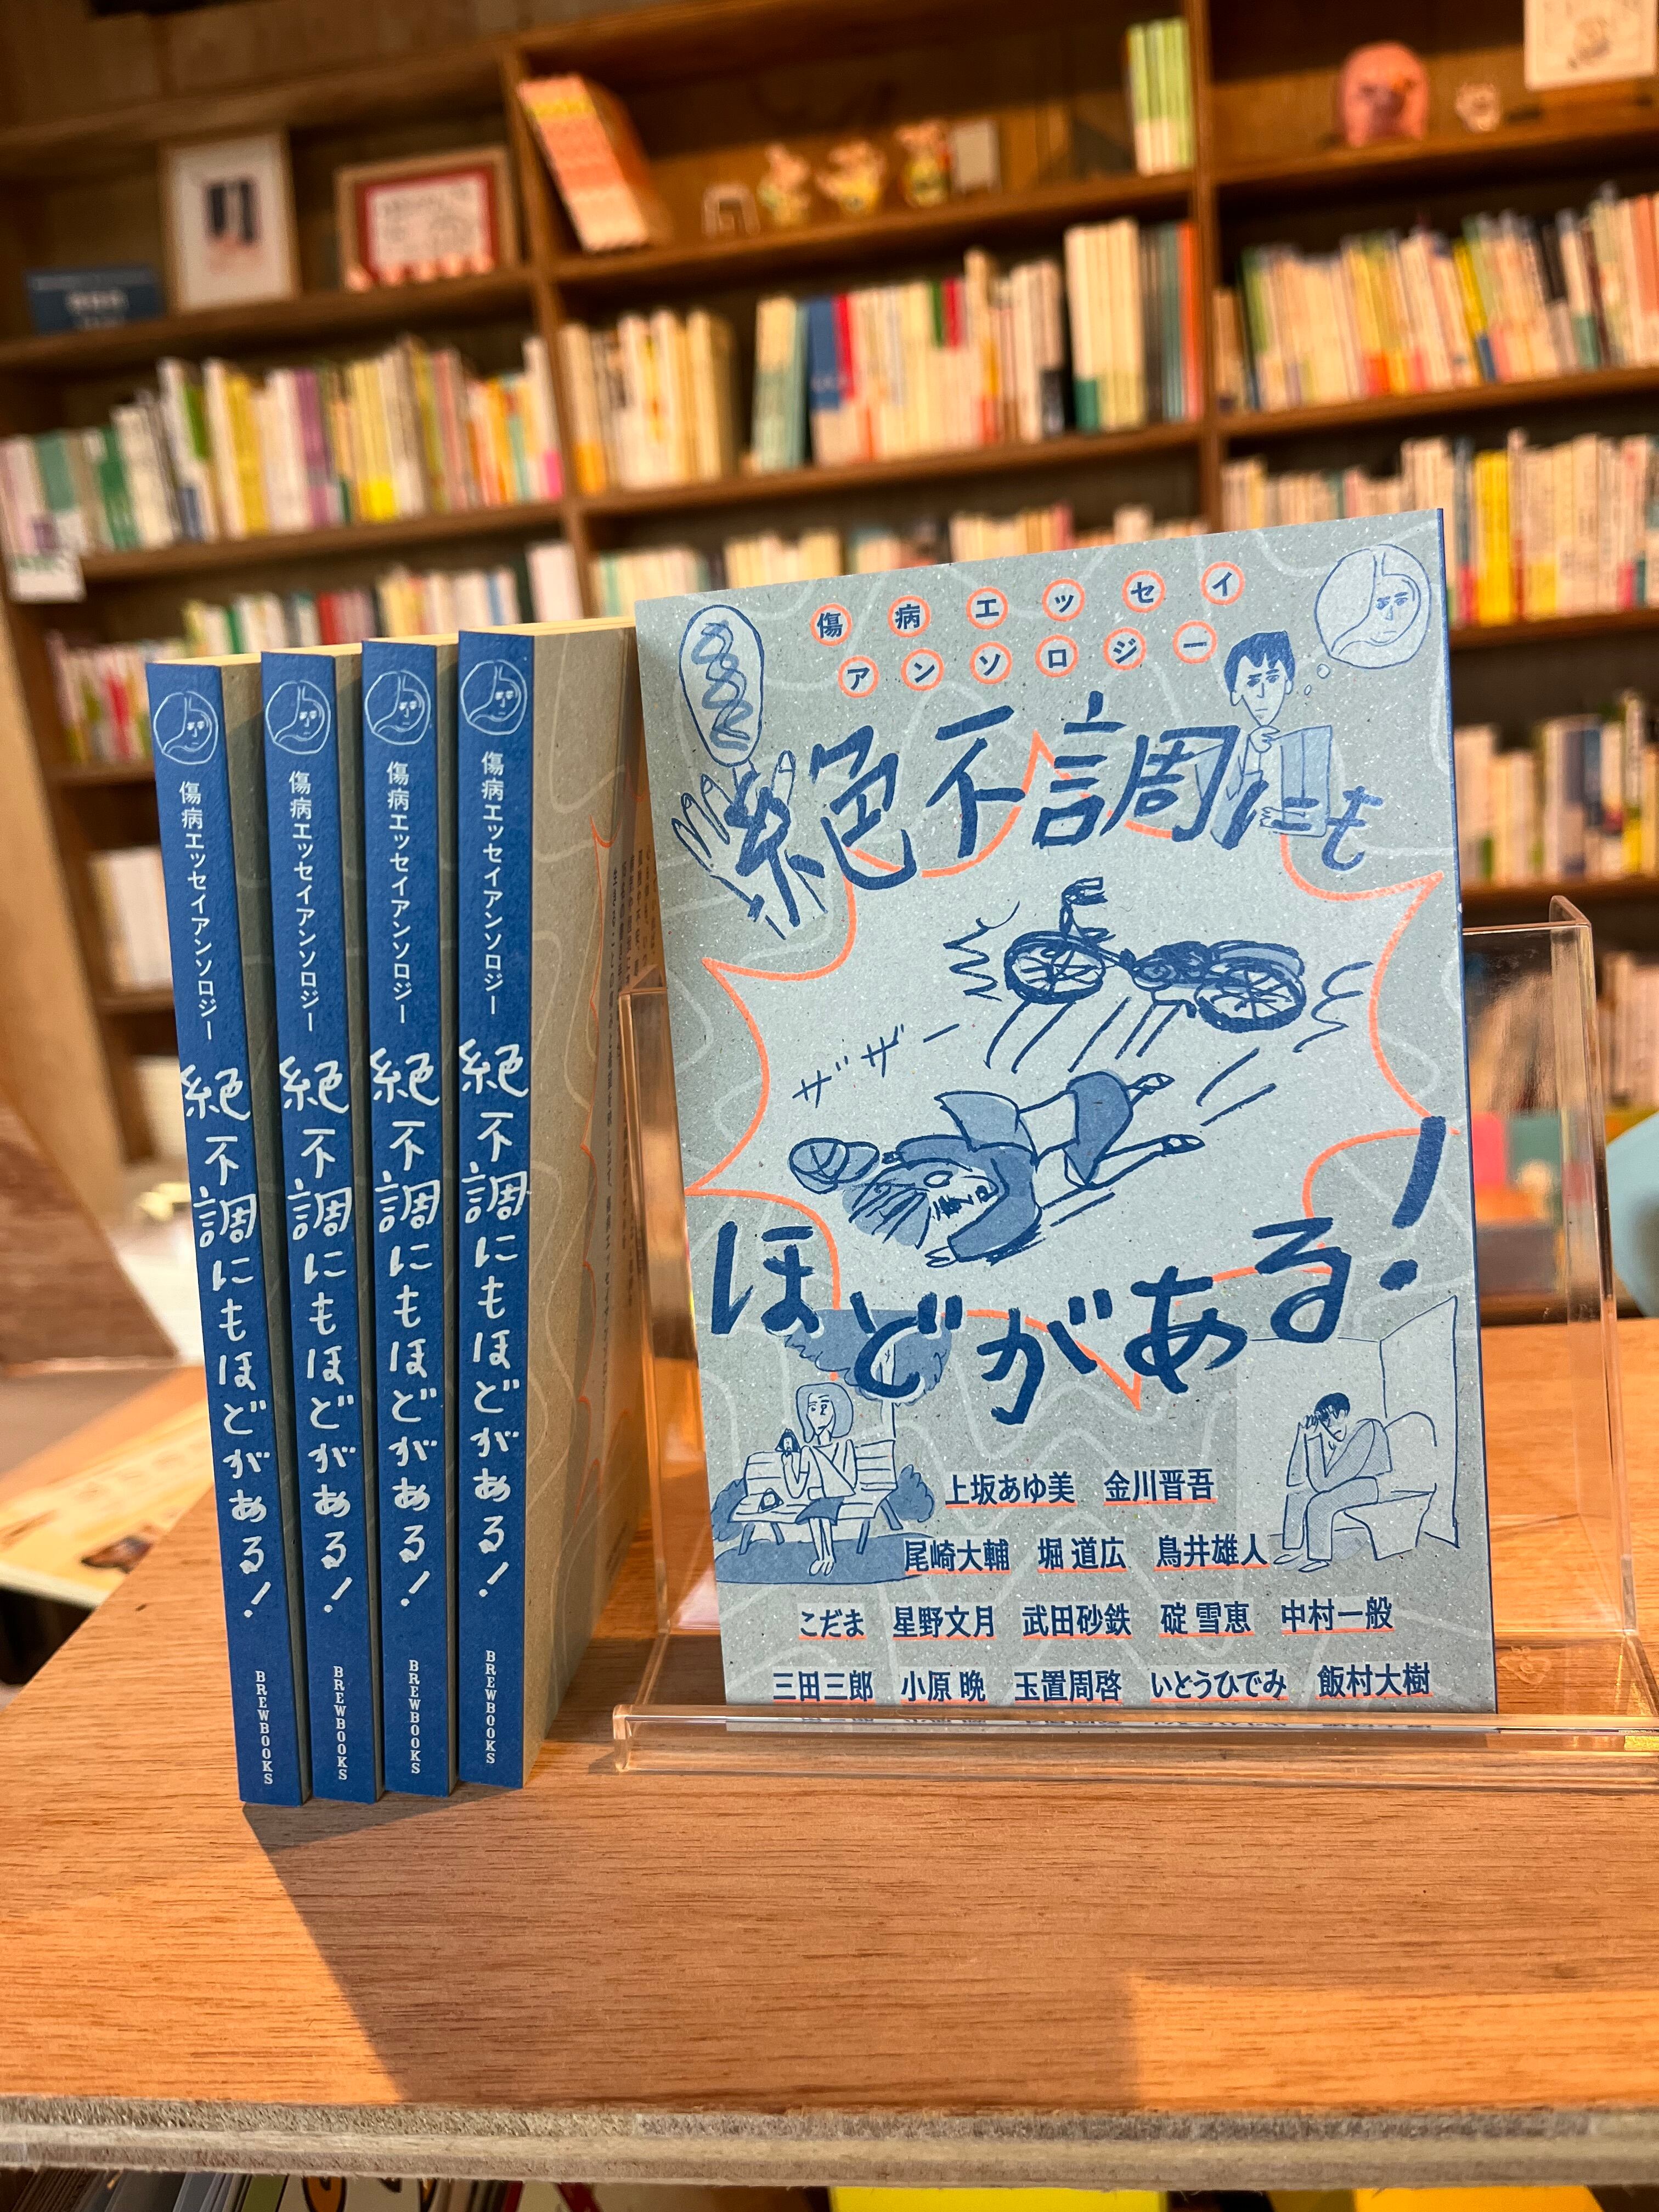 傷病エッセイアンソロジー 絶不調にもほどがある! BREWBOOKS
傷病エッセイアンソロジー 絶不調にもほどがある! BREWBOOKS
傷病エッセイアンソロジー 絶不調にもほどがある! BREWBOOKS
傷病エッセイアンソロジー 絶不調にもほどがある! BREWBOOKS
傷病エッセイ
アンソロジー
絶不調にも
ザザー
ほどがある!
上坂あゆ美 金川晋吾
尾崎大輔 堀 道広 鳥井雄人
こだま 星野文月 武田砂鉄 碇 雪恵 中村一般
三田三郎 小原 晩 玉置周啓 いとうひでみ 飯村大樹